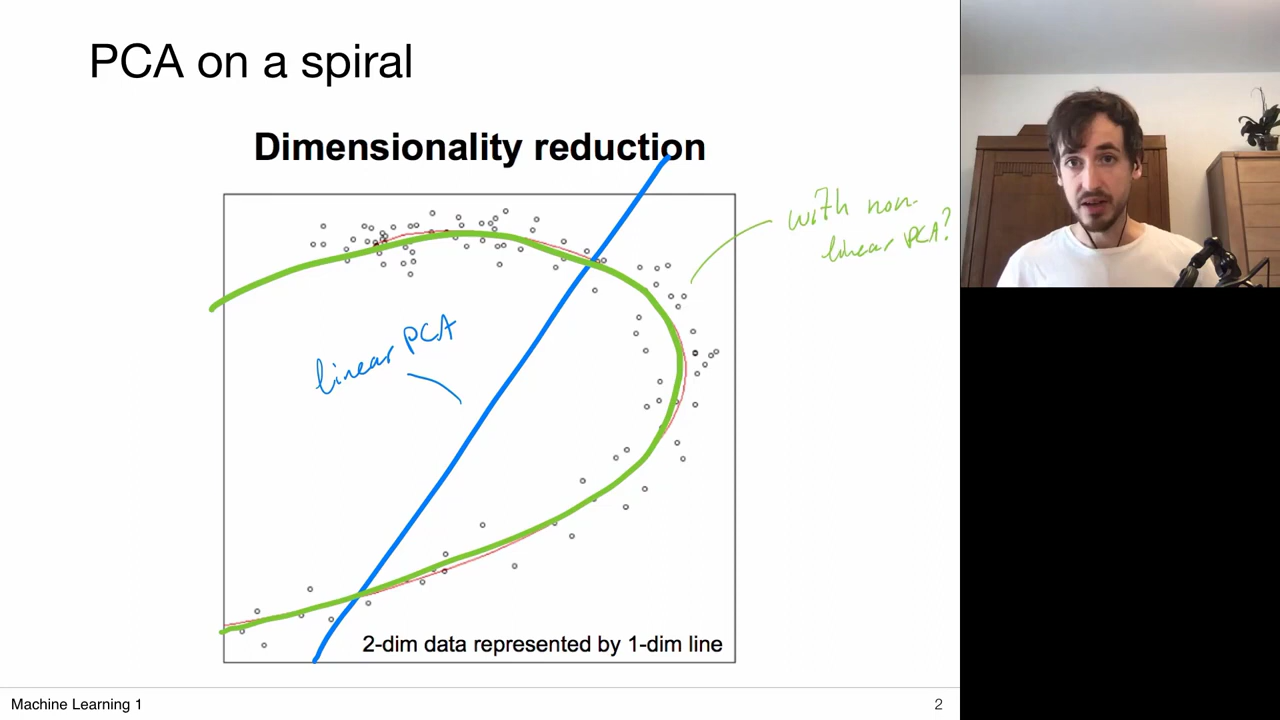 PCA on a spiral
Dimensionality reduction
with non-
linear PCA?
linear PCA
2-dim data represented by 1-dim line
Machine Learning 1
2